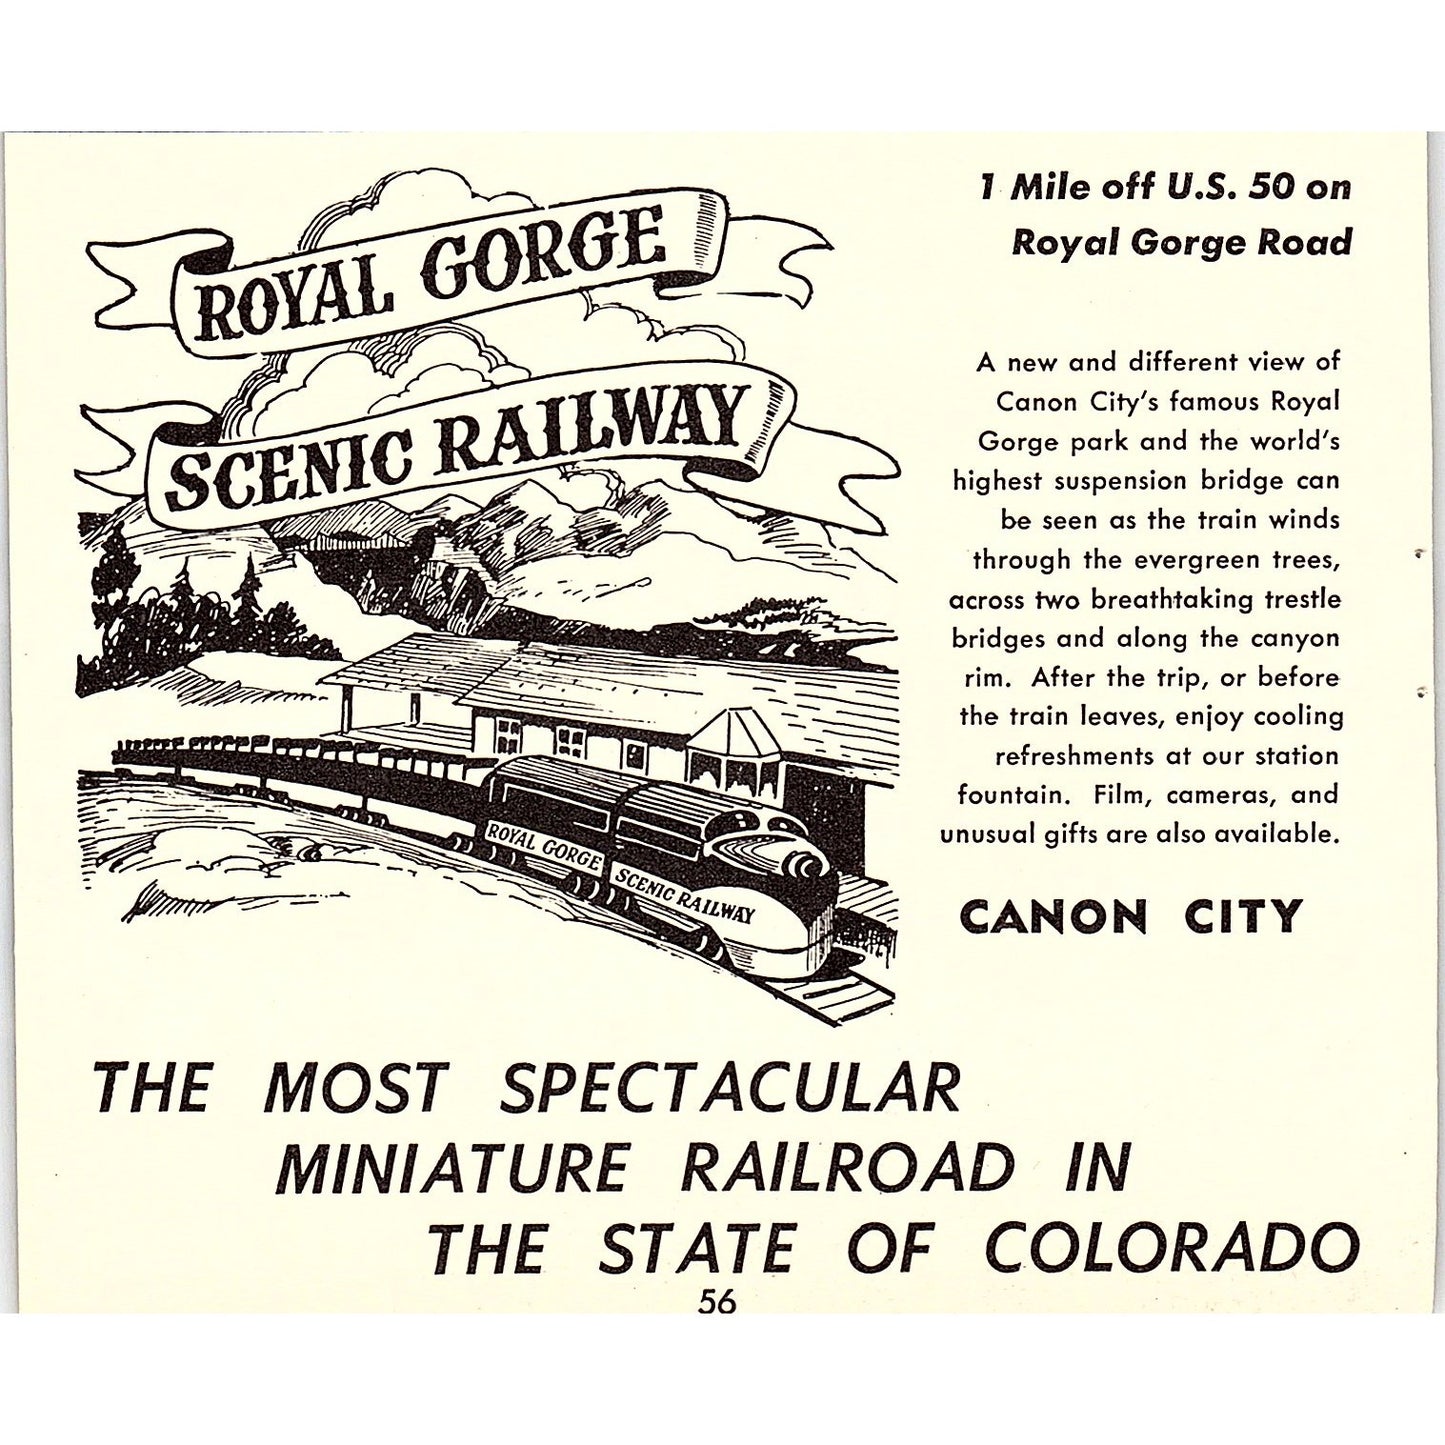 ROYAL GORGE
SCENIC RAILWAY
ROYAL GORGE
SCENIC RAILWAY
1 Mile off U.S. 50 on
Royal Gorge Road
A new and different view of
Canon City's famous Royal
Gorge park and the world's
highest suspension bridge can
be seen as the train winds
through the evergreen trees,
across two breathtaking trestle
bridges and along the canyon
rim. After the trip, or before
the train leaves, enjoy cooling
refreshments at our station
fountain. Film, cameras, and
unusual gifts are also available.
CANON CITY
THE MOST SPECTACULAR
MINIATURE RAILROAD IN
THE STATE OF COLORADO
56